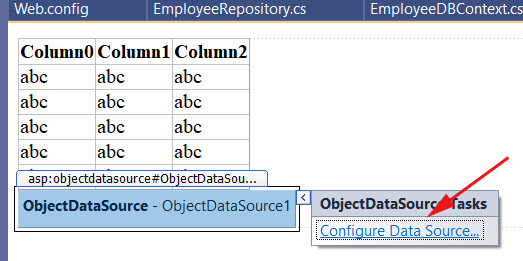 Web.config EmployeeRepository.cs EmployeeDBContext.cs
Column0 Column1 Column2
abc abc abc
abc abc abc
abc abc abc
abc abc abc
asp:objectdatasource#ObjectDataSou...
ObjectDataSource - ObjectDataSource1
<
ObjectDataSource Tasks
Configure Data Source...